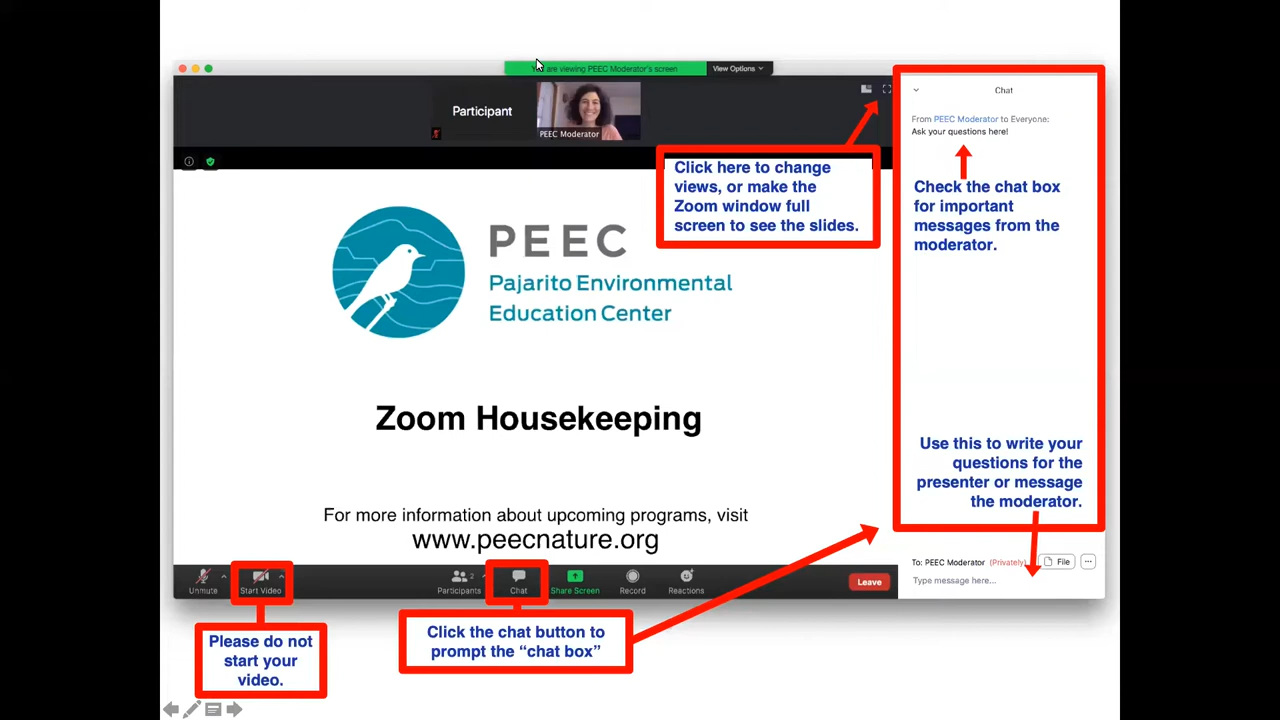 You are viewing PEEC Moderator's screen
View Options
Participant
PEEC Moderator
Click here to change
views, or make the
Zoom window full
screen to see the slides.
PEEC
Pajarito Environmental
Education Center
Zoom Housekeeping
For more information about upcoming programs, visit
www.peecnature.org
Unmute
Start Video
Participants
2
Chat
Share Screen
Record
Reactions
Leave
Please do not
start your
video.
Click the chat button to
prompt the “chat box”
Chat
From PEEC Moderator to Everyone:
Ask your questions here!
Check the chat box
for important
messages from the
moderator.
Use this to write your
questions for the
presenter or message
the moderator.
To: PEEC Moderator (Privately)
File
Type message here...